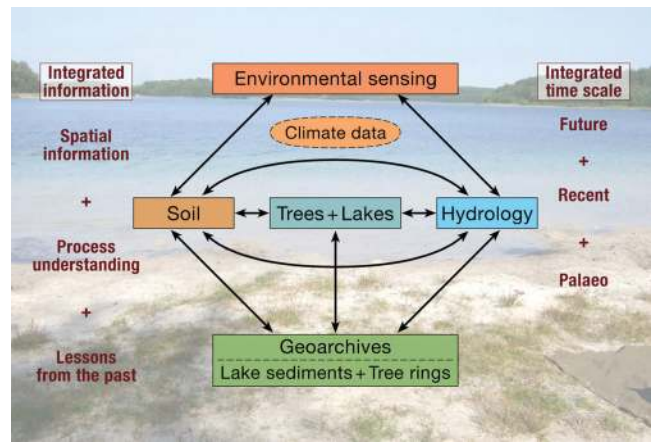 Integrated
information
Environmental sensing
Integrated
time scale
Climate data
Spatial
information
+
Process
understanding
+
Lessons
from the past
Future
+
Recent
+
Palaeo
Soil
Trees + Lakes
Hydrology
Geoarchives
Lake sediments + Tree rings